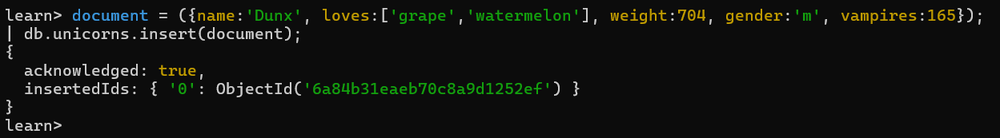 learn> document = ({name:'Dunx', loves:['grape','watermelon'], weight:704, gender:'m', vampires:165});
| db.unicorns.insert(document);
{
  acknowledged: true,
  insertedIds: { '0': ObjectId('6a84b31eaeb70c8a9d1252ef') }
}
learn>